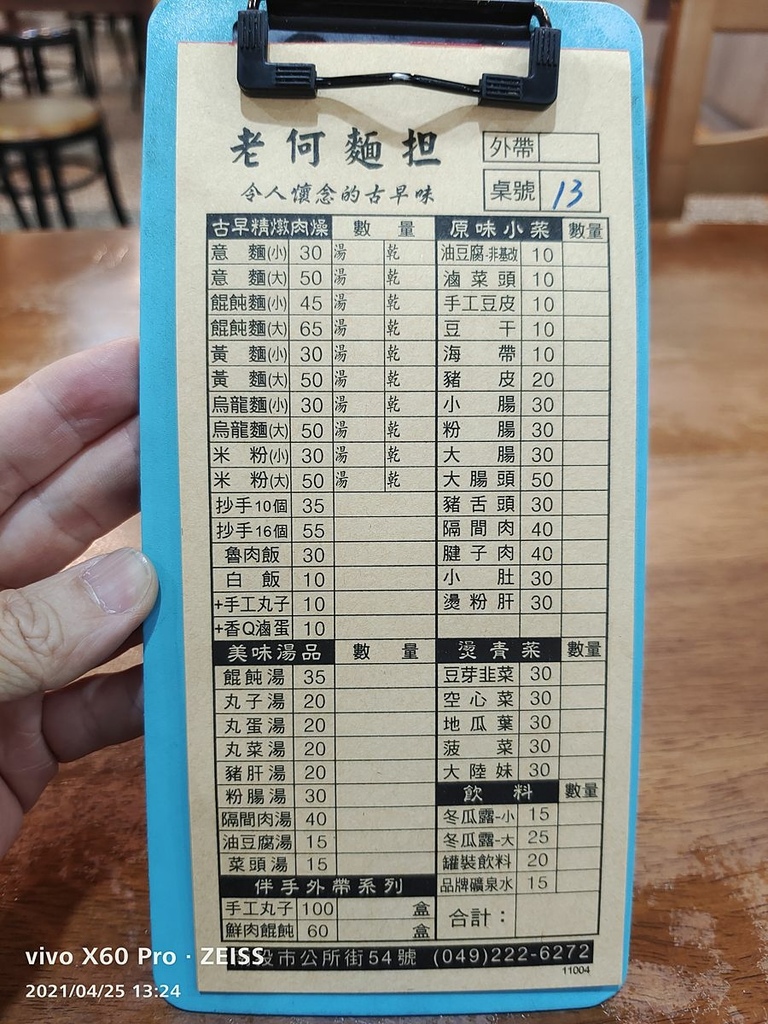 老何麵担
外帶
令人懷念的古早味
桌號 13
古早精燉肉燥 數量
意麵(小) 30 湯 乾
意麵(大) 50 湯 乾
餛飩麵(小) 45 湯 乾
餛飩麵(大) 65 湯 乾
黃麵(小) 30 湯 乾
黃麵(大) 50 湯 乾
烏龍麵(小) 30 湯 乾
烏龍麵(大) 50 湯 乾
米粉(小) 30 湯 乾
米粉(大) 50 湯 乾
抄手10個 35
抄手16個 55
魯肉飯 30
白飯 10
+手工丸子 10
+香Q滷蛋 10
美味湯品 數量
餛飩湯 35
丸子湯 20
丸蛋湯 20
丸菜湯 20
豬肝湯 20
粉腸湯 30
隔間肉湯 40
油豆腐湯 15
菜頭湯 15
伴手外帶系列
手工丸子 100 盒
鮮肉餛飩 60 盒
原味小菜 數量
油豆腐-非基改 10
滷菜頭 10
手工豆皮 10
豆干 10
海帶 10
豬皮 20
小腸 30
粉腸 30
大腸 30
大腸頭 50
豬舌頭 30
隔間肉 40
腱子肉 40
小肚 30
燙粉肝 30
燙青菜 數量
豆芽韭菜 30
空心菜 30
地瓜葉 30
菠菜 30
大陸妹 30
飲料 數量
冬瓜露-小 15
冬瓜露-大 25
罐裝飲料 20
品牌礦泉水 15
合計：
投市公所街54號 (049)222-6272
11004
vivo X60 Pro · ZEISS
2021/04/25 13:24